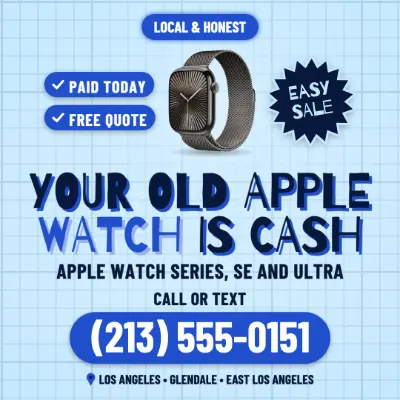 LOCAL & HONEST
PAID TODAY
FREE QUOTE
EASY
SALE
YOUR OLD APPLE
WATCH IS CASH
APPLE WATCH SERIES, SE AND ULTRA
CALL OR TEXT
(213) 555-0151
LOS ANGELES • GLENDALE • EAST LOS ANGELES